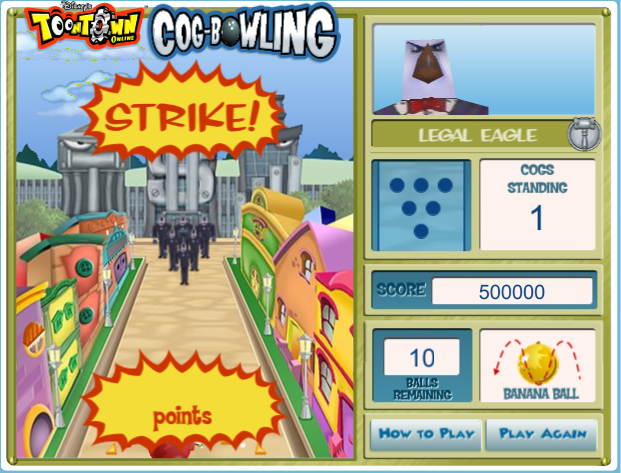 Disney's
TOONTOWN
ONLINE
COG-BOWLING
STRIKE!
points
LEGAL EAGLE
COGS
STANDING
1
SCORE 500000
10
BALLS
REMAINING
BANANA BALL
HOW TO PLAY
PLAY AGAIN